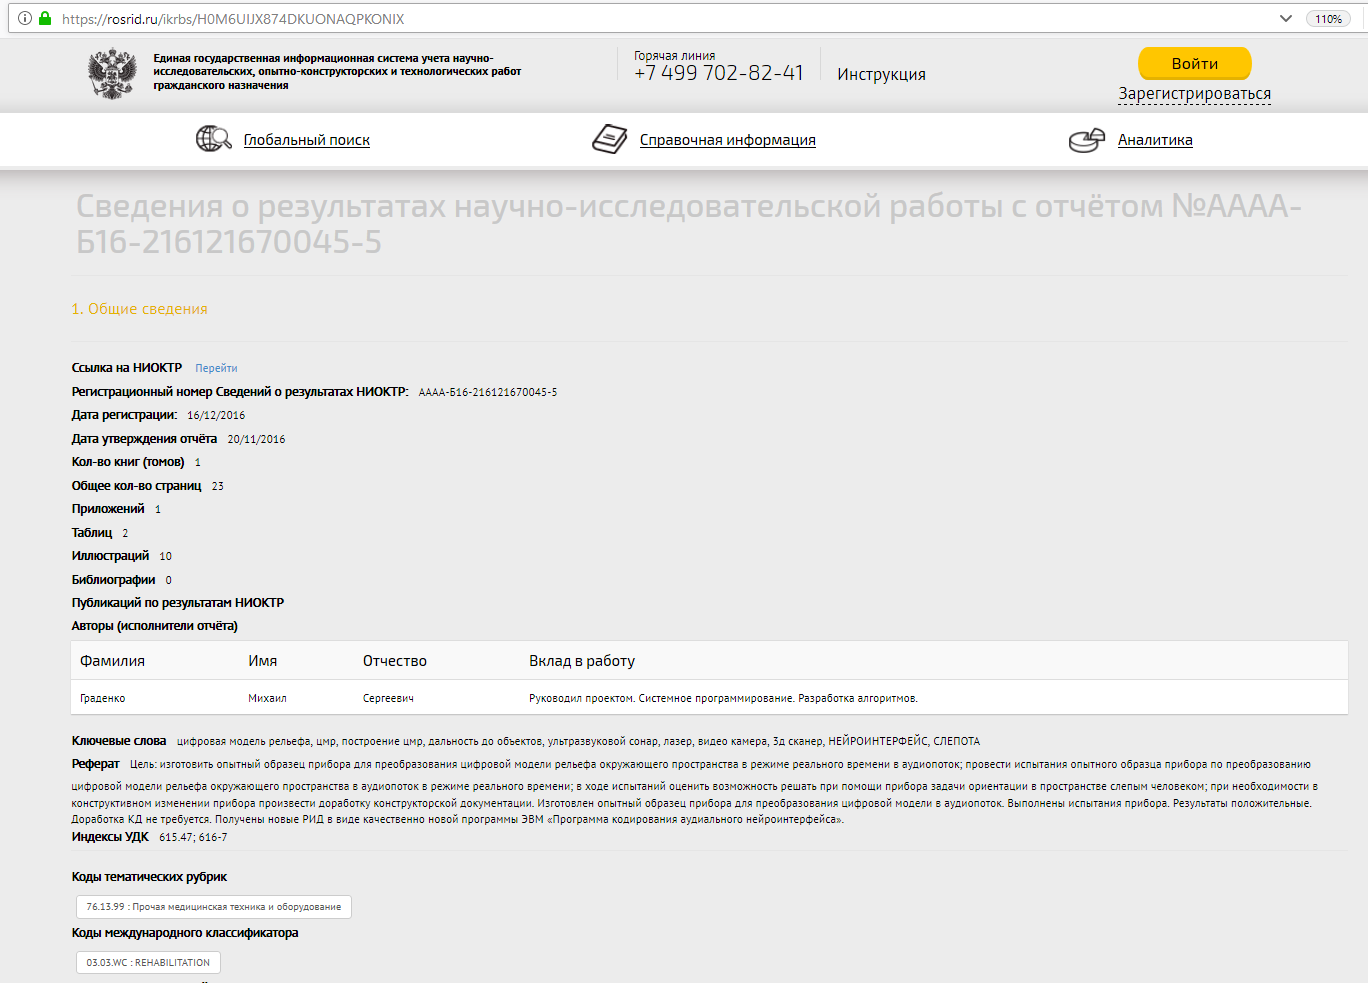 https://rosrid.ru/ikrbs/H0M6UIJX874DKUONAQPKONIX
110%
Единая государственная информационная система учета научно-
исследовательских, опытно-конструкторских и технологических работ
гражданского назначения
Горячая линия
+7 499 702-82-41
Инструкция
Войти
Зарегистрироваться
Глобальный поиск
Справочная информация
Аналитика
Сведения о результатах научно-исследовательской работы с отчётом №АААА-
Б16-216121670045-5
1. Общие сведения
Ссылка на НИОКТР Перейти
Регистрационный номер Сведений о результатах НИОКТР: АААА-Б16-216121670045-5
Дата регистрации: 16/12/2016
Дата утверждения отчёта 20/11/2016
Кол-во книг (томов) 1
Общее кол-во страниц 23
Приложений 1
Таблиц 2
Иллюстраций 10
Библиографии 0
Публикаций по результатам НИОКТР
Авторы (исполнители отчёта)
Фамилия Имя Отчество Вклад в работу
Граденко Михаил Сергеевич Руководил проектом. Системное программирование. Разработка алгоритмов.
Ключевые слова цифровая модель рельефа, цмр, построение цмр, дальность до объектов, ультразвуковой сонар, лазер, видео камера, 3д сканер, НЕЙРОИНТЕРФЕЙС, СЛЕПОТА
Реферат Цель: изготовить опытный образец прибора для преобразования цифровой модели рельефа окружающего пространства в режиме реального времени в аудиопоток; провести испытания опытного образца прибора по преобразованию
цифровой модели рельефа окружающего пространства в аудиопоток в режиме реального времени; в ходе испытаний оценить возможность решать при помощи прибора задачи ориентации в пространстве слепым человеком; при необходимости в
конструктивном изменении прибора произвести доработку конструкторской документации. Изготовлен опытный образец прибора для преобразования цифровой модели в аудиопоток. Выполнены испытания прибора. Результаты положительные.
Доработка КД не требуется. Получены новые РИД в виде качественно новой программы ЭВМ «Программа кодирования аудиального нейроинтерфейса».
Индексы УДК 615.47; 616-7
Коды тематических рубрик
76.13.99 : Прочая медицинская техника и оборудование
Коды международного классификатора
03.03.WC : REHABILITATION